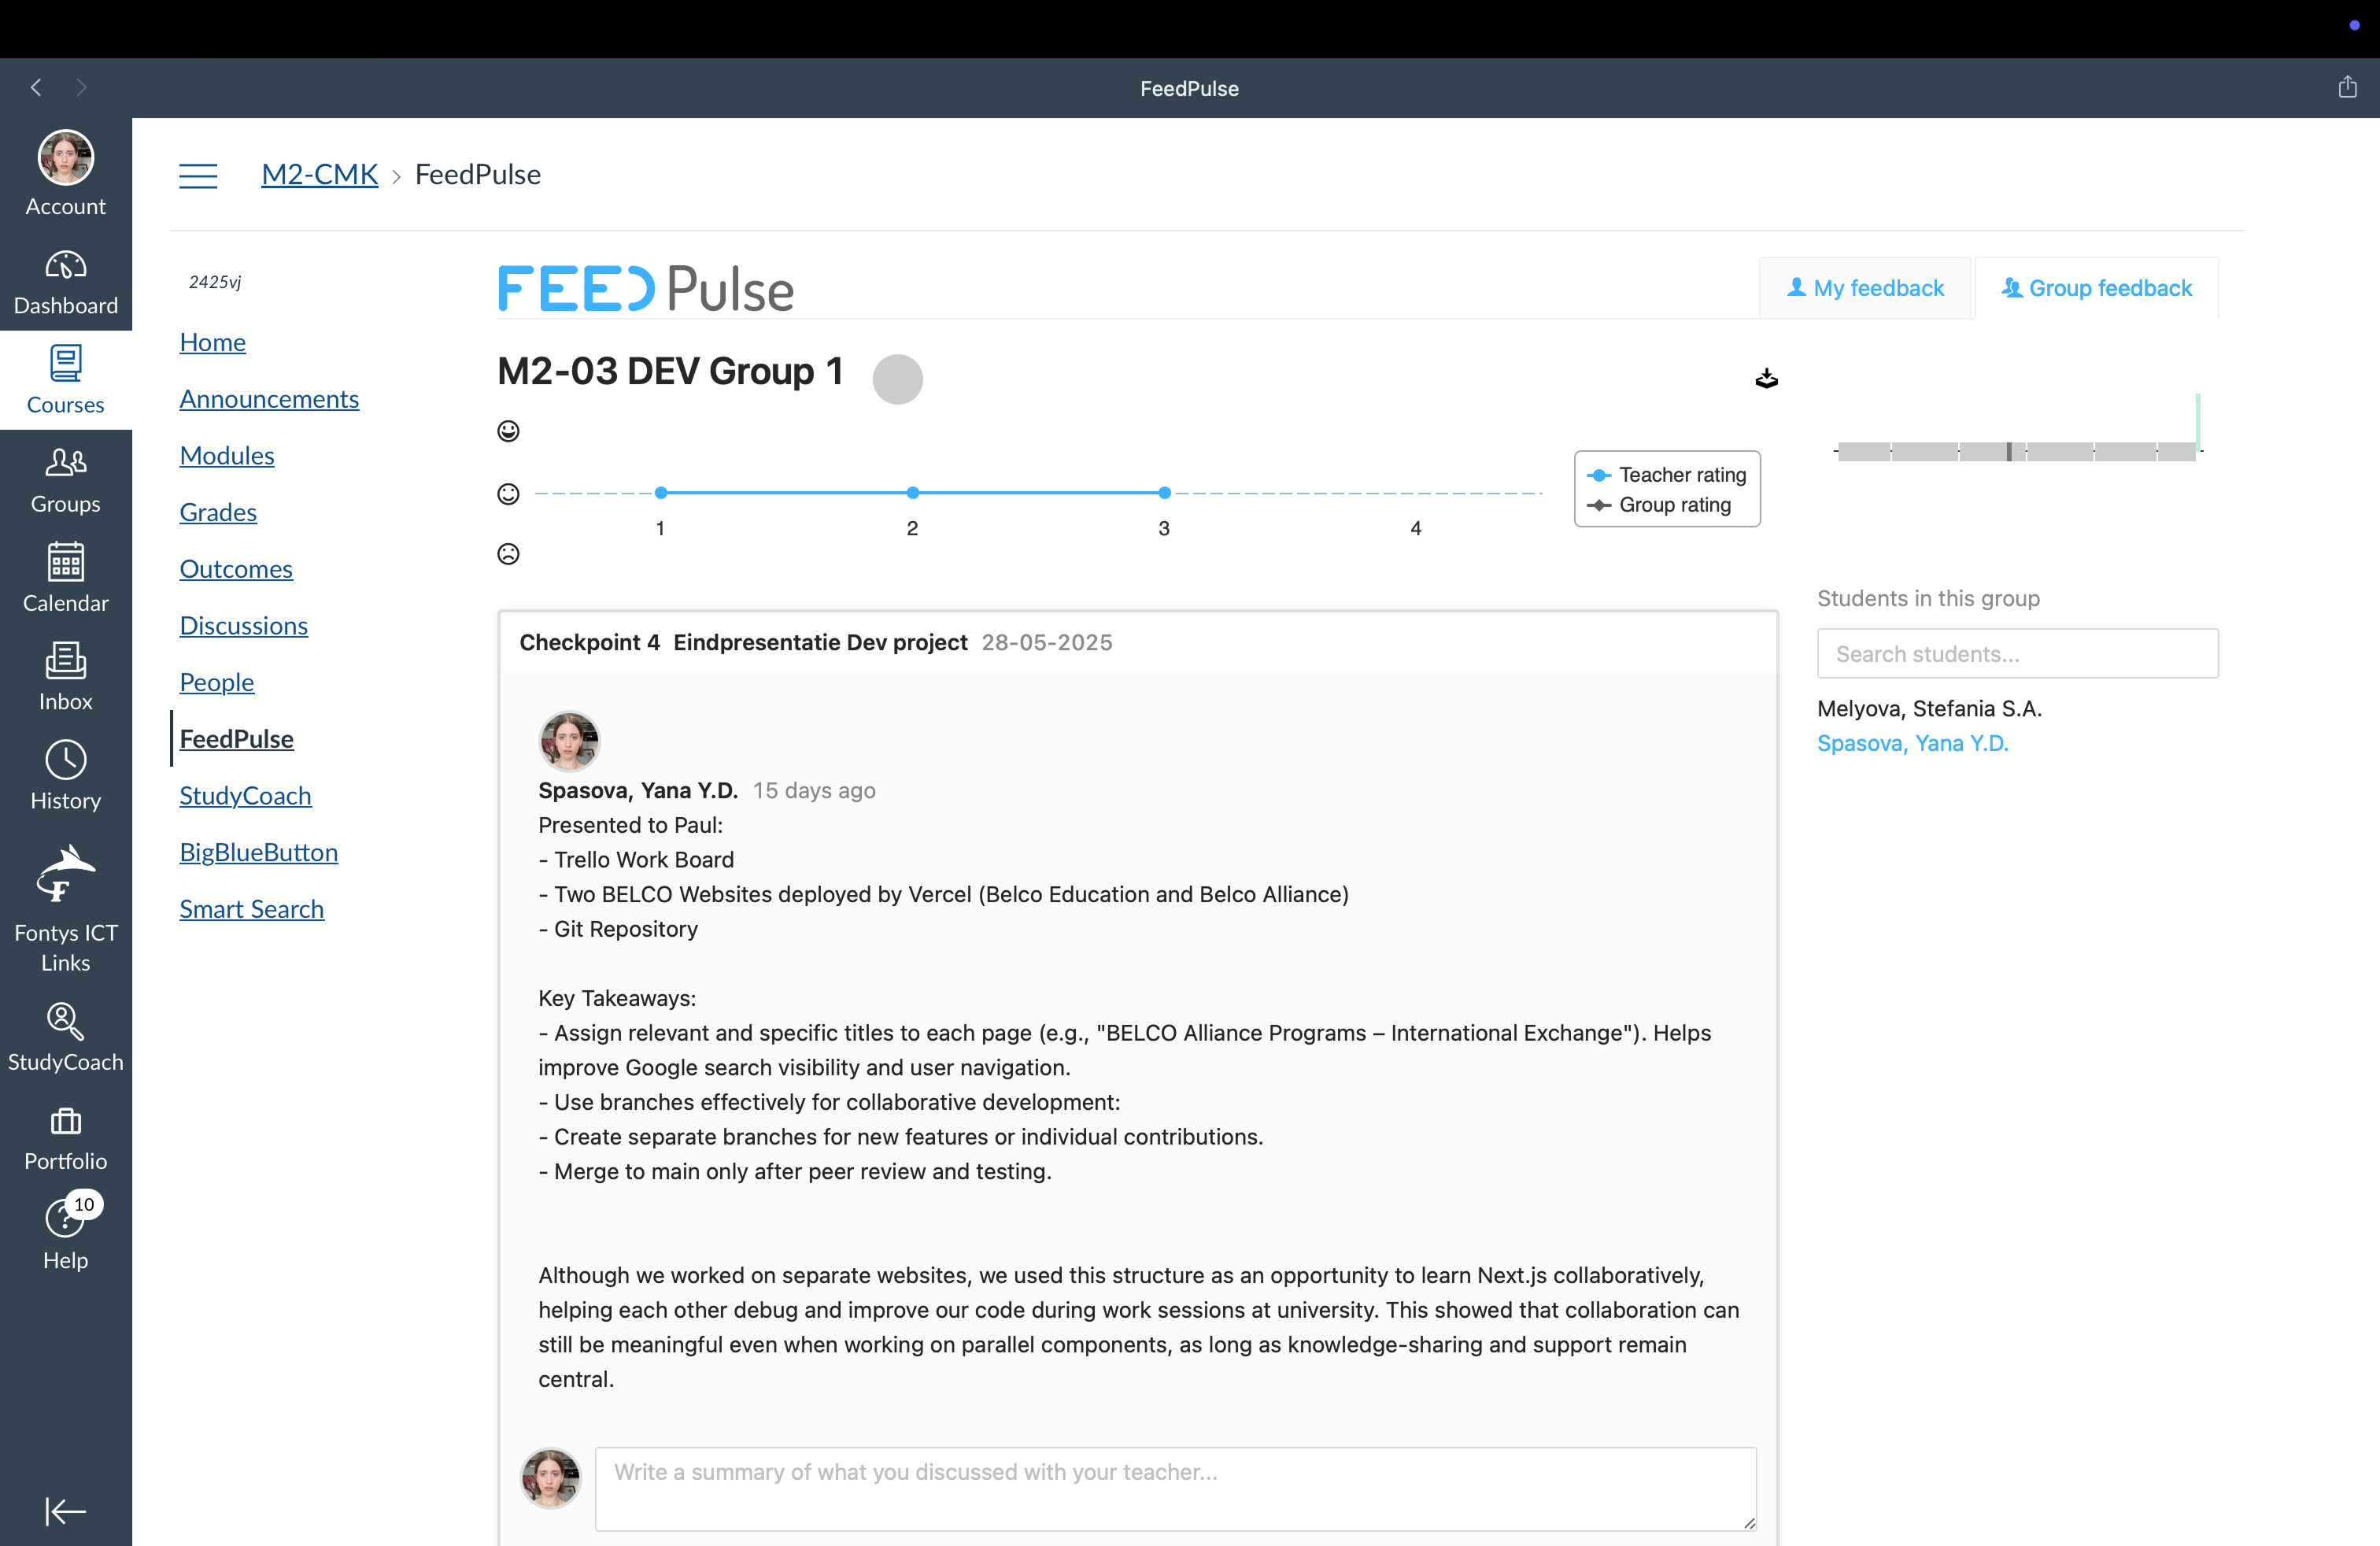 FeedPulse
Account
Dashboard
Courses
Groups
Calendar
Inbox
History
F
Fontys ICT
Links
StudyCoach
Portfolio
10
Help
M2-CMK > FeedPulse
2425vj
Home
Announcements
Modules
Grades
Outcomes
Discussions
People
FeedPulse
StudyCoach
BigBlueButton
Smart Search
FEED Pulse
My feedback
Group feedback
M2-03 DEV Group 1
1
2
3
4
Teacher rating
Group rating
Checkpoint 4 Eindpresentatie Dev project 28-05-2025
Spasova, Yana Y.D. 15 days ago
Presented to Paul:
- Trello Work Board
- Two BELCO Websites deployed by Vercel (Belco Education and Belco Alliance)
- Git Repository
Key Takeaways:
- Assign relevant and specific titles to each page (e.g., "BELCO Alliance Programs – International Exchange"). Helps
improve Google search visibility and user navigation.
- Use branches effectively for collaborative development:
- Create separate branches for new features or individual contributions.
- Merge to main only after peer review and testing.
Although we worked on separate websites, we used this structure as an opportunity to learn Next.js collaboratively,
helping each other debug and improve our code during work sessions at university. This showed that collaboration can
still be meaningful even when working on parallel components, as long as knowledge-sharing and support remain
central.
Write a summary of what you discussed with your teacher...
Students in this group
Search students...
Melyova, Stefania S.A.
Spasova, Yana Y.D.